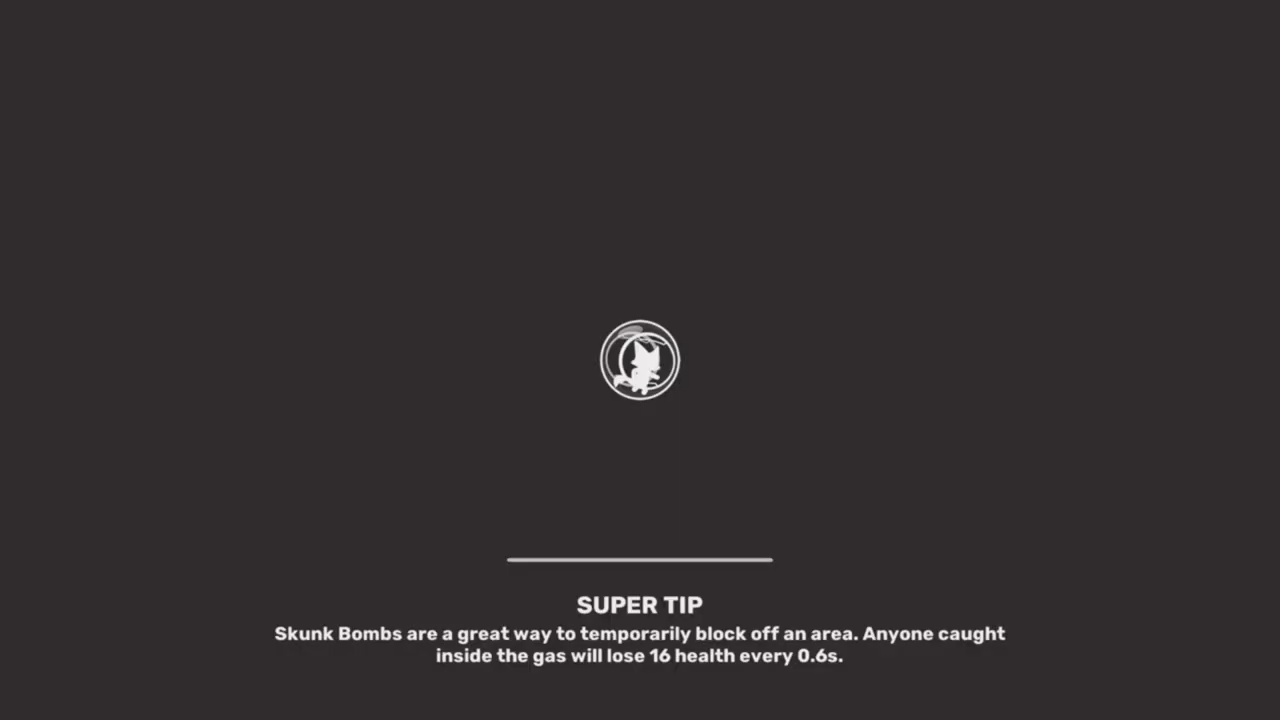 SUPER TIP
Skunk Bombs are a great way to temporarily block off an area. Anyone caught
inside the gas will lose 16 health every 0.6s.